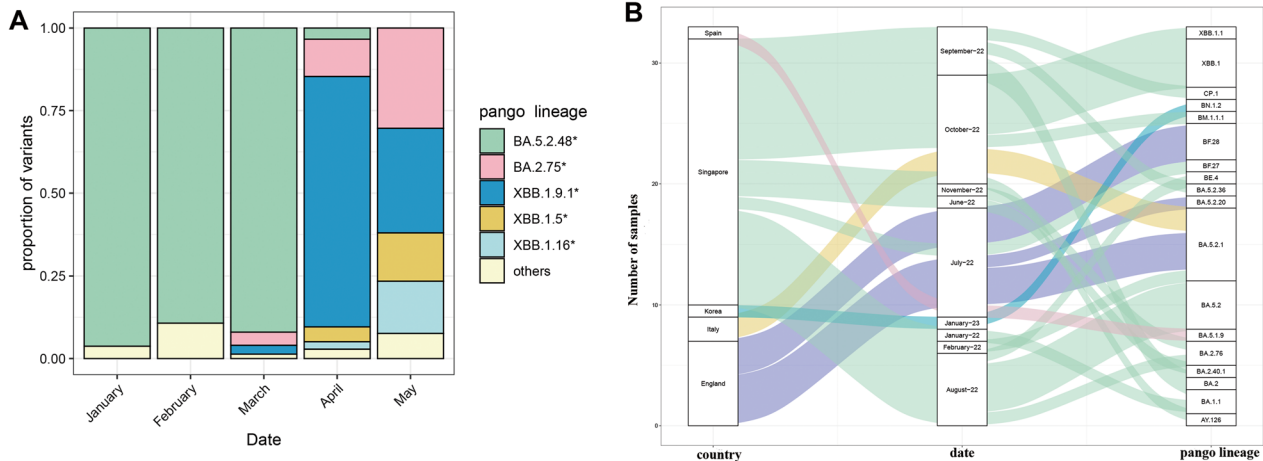 A
1.00
0.75
0.50
0.25
0.00
proportion of variants
January
February
March
April
May
Date
pango lineage
BA.5.2.48*
BA.2.75*
XBB.1.9.1*
XBB.1.5*
XBB.1.16*
others
B
Number of samples
30
20
10
0
Spain
Singapore
Korea
Italy
England
September-22
October-22
November-22
June-22
July-22
January-23
January-22
February-22
August-22
XBB.1.1
XBB.1
CP.1
BN.1.2
BM.1.1.1
BF.28
BF.27
BE.4
BA.5.2.36
BA.5.2.20
BA.5.2.1
BA.5.2
BA.5.1.9
BA.2.76
BA.2.40.1
BA.2
BA.1.1
AY.126
country
date
pango lineage